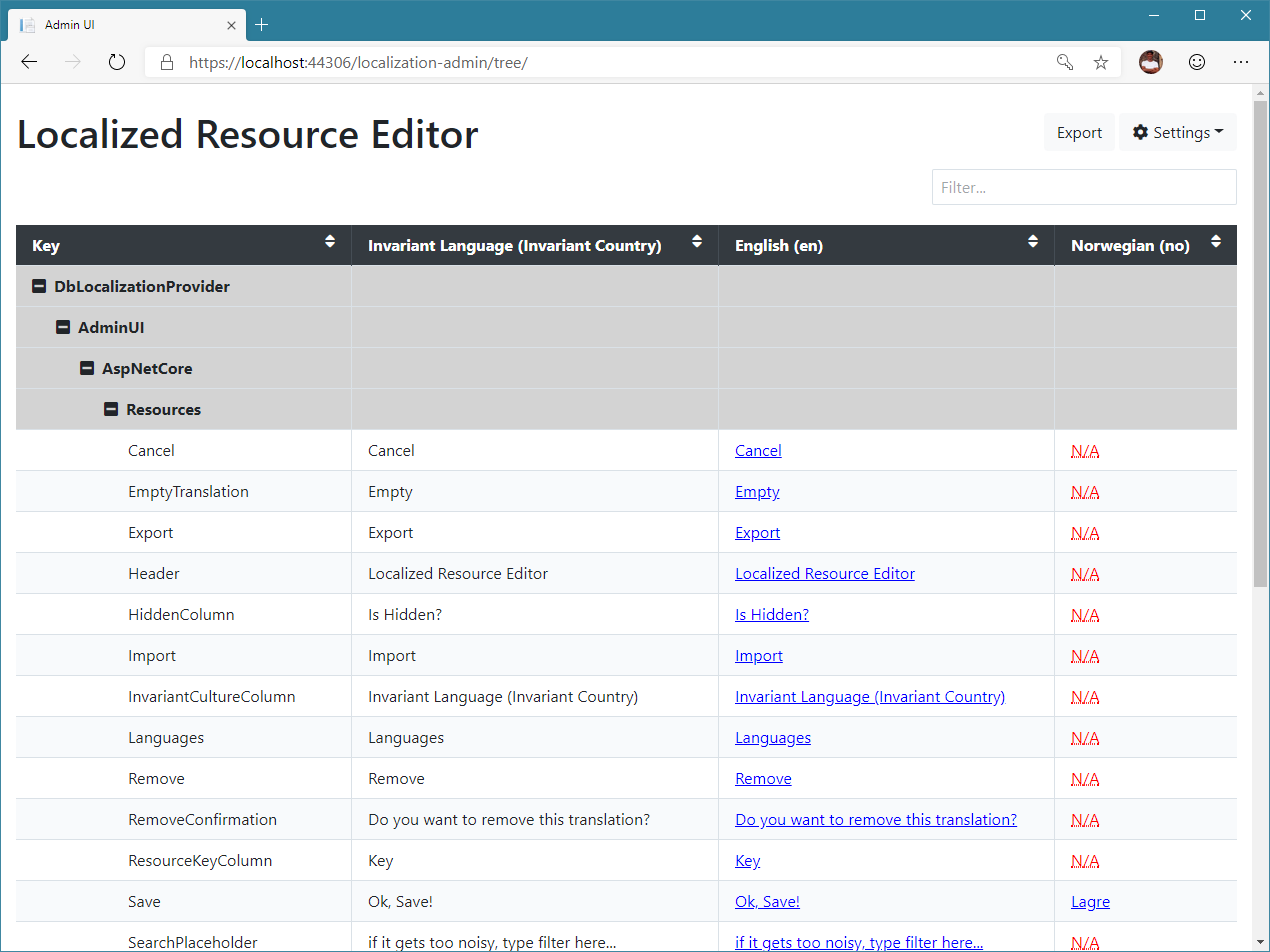 Admin UI
https://localhost:44306/localization-admin/tree/
Localized Resource Editor
Export Settings
Filter...
Key Invariant Language (Invariant Country) English (en) Norwegian (no)
DbLocalizationProvider
AdminUI
AspNetCore
Resources
Cancel Cancel Cancel N/A
EmptyTranslation Empty Empty N/A
Export Export Export N/A
Header Localized Resource Editor Localized Resource Editor N/A
HiddenColumn Is Hidden? Is Hidden? N/A
Import Import Import N/A
InvariantCultureColumn Invariant Language (Invariant Country) Invariant Language (Invariant Country) N/A
Languages Languages Languages N/A
Remove Remove Remove N/A
RemoveConfirmation Do you want to remove this translation? Do you want to remove this translation? N/A
ResourceKeyColumn Key Key N/A
Save Ok, Save! Ok, Save! Lagre
SearchPlaceholder if it gets too noisy, type filter here... if it gets too noisy, type filter here... N/A